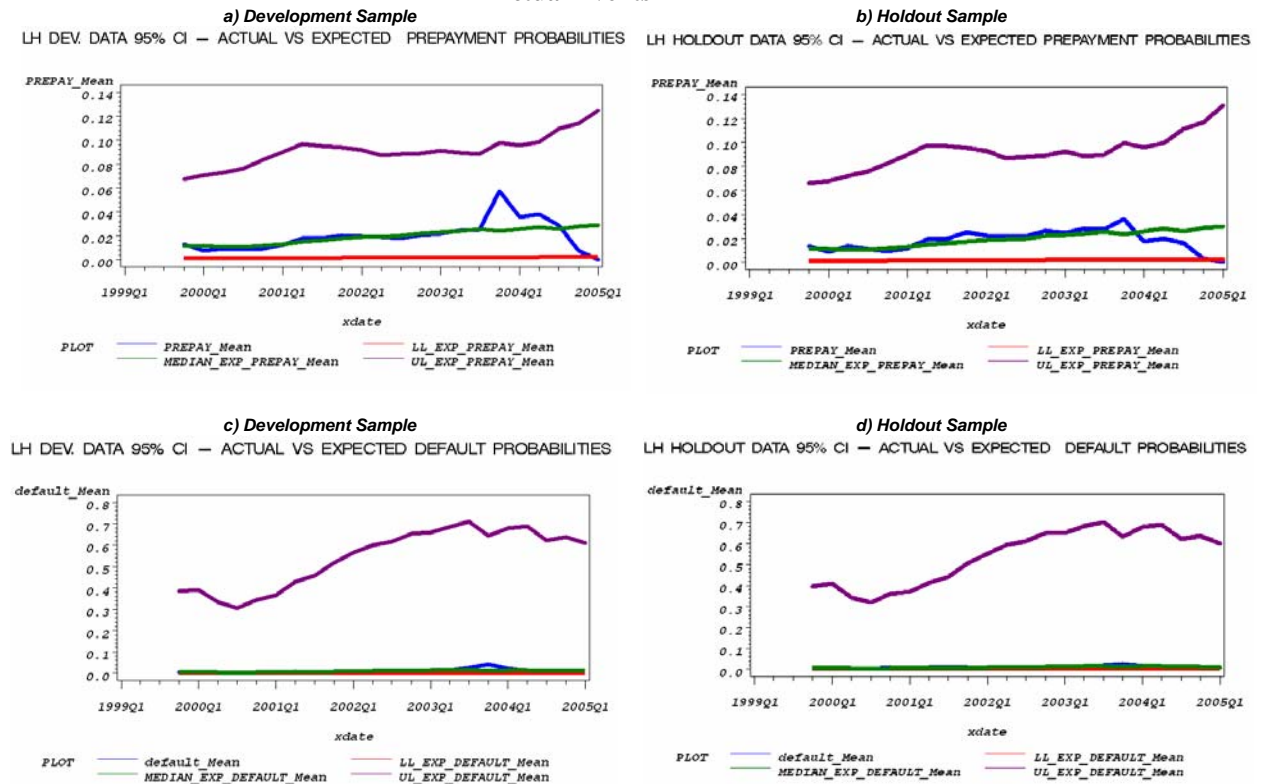 a) Development Sample
LH DEV. DATA 95% CI – ACTUAL VS EXPECTED PREPAYMENT PROBABILITIES
PREPAY_Mean
0.14
0.12
0.10
0.08
0.06
0.04
0.02
0.00
1999Q1 2000Q1 2001Q1 2002Q1 2003Q1 2004Q1 2005Q1
xdate
PLOT PREPAY_Mean LL_EXP_PREPAY_Mean
MEDIAN_EXP_PREPAY_Mean UL_EXP_PREPAY_Mean
b) Holdout Sample
LH HOLDOUT DATA 95% CI – ACTUAL VS EXPECTED PREPAYMENT PROBABILITIES
PREPAY_Mean
0.14
0.12
0.10
0.08
0.06
0.04
0.02
0.00
1999Q1 2000Q1 2001Q1 2002Q1 2003Q1 2004Q1 2005Q1
xdate
PLOT PREPAY_Mean LL_EXP_PREPAY_Mean
MEDIAN_EXP_PREPAY_Mean UL_EXP_PREPAY_Mean
c) Development Sample
LH DEV. DATA 95% CI – ACTUAL VS EXPECTED DEFAULT PROBABILITIES
default_Mean
0.8
0.7
0.6
0.5
0.4
0.3
0.2
0.1
0.0
1999Q1 2000Q1 2001Q1 2002Q1 2003Q1 2004Q1 2005Q1
xdate
PLOT default_Mean LL_EXP_DEFAULT_Mean
MEDIAN_EXP_DEFAULT_Mean UL_EXP_DEFAULT_Mean
d) Holdout Sample
LH HOLDOUT DATA 95% CI – ACTUAL VS EXPECTED DEFAULT PROBABILITIES
default_Mean
0.8
0.7
0.6
0.5
0.4
0.3
0.2
0.1
0.0
1999Q1 2000Q1 2001Q1 2002Q1 2003Q1 2004Q1 2005Q1
xdate
PLOT default_Mean LL_EXP_DEFAULT_Mean
MEDIAN_EXP_DEFAULT_Mean UL_EXP_DEFAULT_Mean